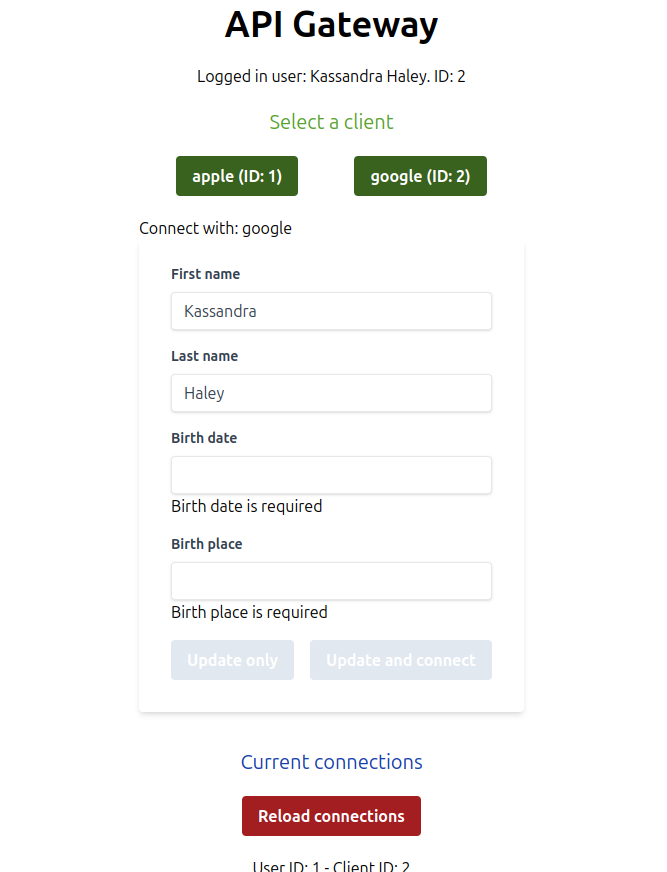 API Gateway
Logged in user: Kassandra Haley. ID: 2
Select a client
apple (ID: 1) google (ID: 2)
Connect with: google
First name
Kassandra
Last name
Haley
Birth date
Birth date is required
Birth place
Birth place is required
Update only Update and connect
Current connections
Reload connections
User ID: 1 - Client ID: 2